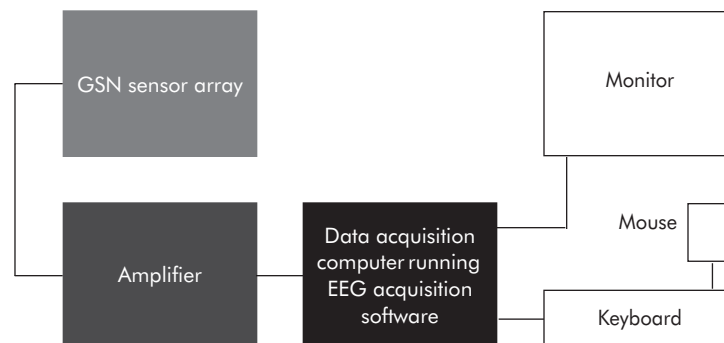 GSN sensor array
Monitor
Amplifier
Data acquisition
computer running
EEG acquisition
software
Mouse
Keyboard